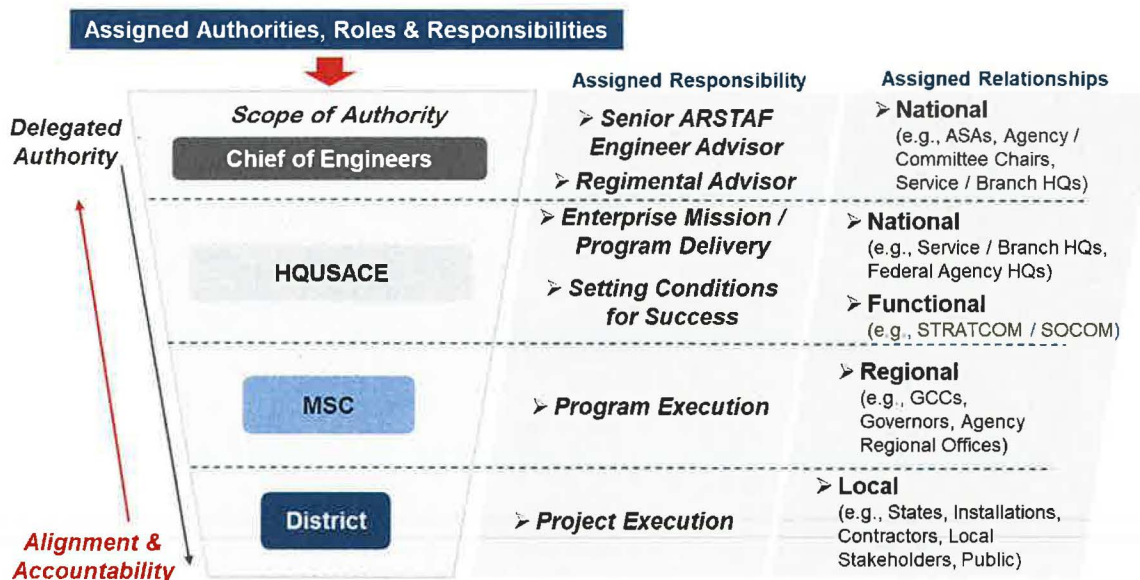 Assigned Authorities, Roles & Responsibilities
Delegated
Authority
Scope of Authority
Chief of Engineers
HQUSACE
MSC
District
Alignment &
Accountability
Assigned Responsibility
➢ Senior ARSTAF
Engineer Advisor
➢ Regimental Advisor
➢ Enterprise Mission /
Program Delivery
➢ Setting Conditions
for Success
➢ Program Execution
➢ Project Execution
Assigned Relationships
➢ National
(e.g., ASAs, Agency /
Committee Chairs,
Service / Branch HQs)
➢ National
(e.g., Service / Branch HQs,
Federal Agency HQs)
➢ Functional
(e.g., STRATCOM / SOCOM)
➢ Regional
(e.g., GCCs,
Governors, Agency
Regional Offices)
➢ Local
(e.g., States, Installations,
Contractors, Local
Stakeholders, Public)